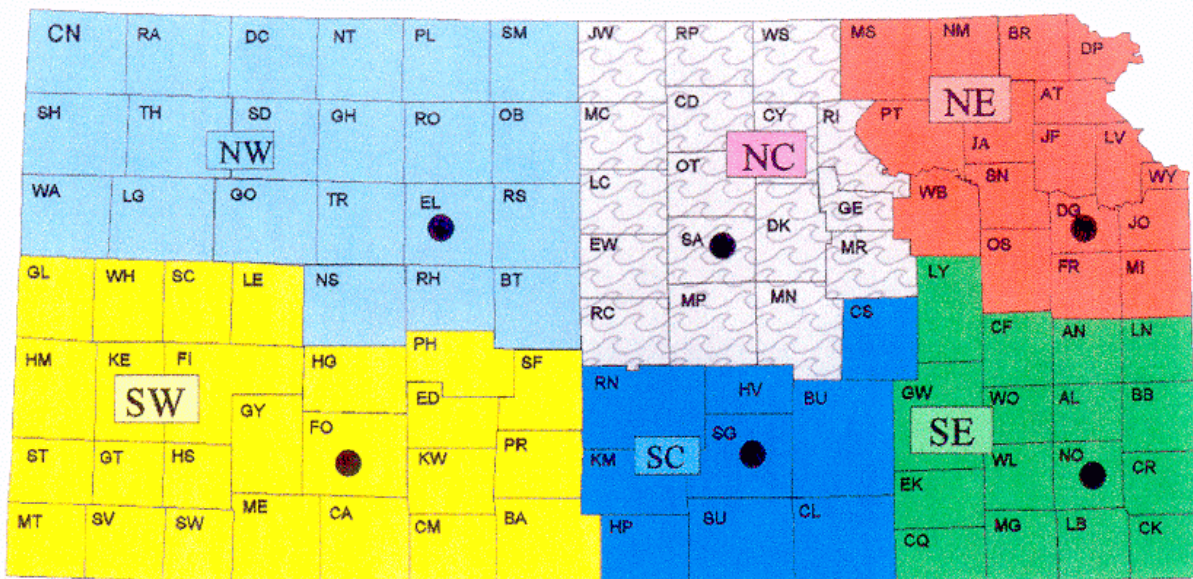 CN RA DC NT PL SM JW RP WS MS NM BR DP
SH TH SD GH RO OB MC CD CY RI PT NE AT
NW NC JA JF LV
WA LG GO TR EL RS LC OT GE WB SN DG WY JO
EW SA DK MR OS FR MI
GL WH SC LE NS RH BT RC MP MN CS LY
HM KE FI HG PH SF RN HV BU CF AN LN
SW GY FO ED SC SG GW WO AL BB
ST GT HS KW PR KM SE WL NO CR
MT SV SW ME CA CM BA HP SU CL EK
CQ MG LB CK